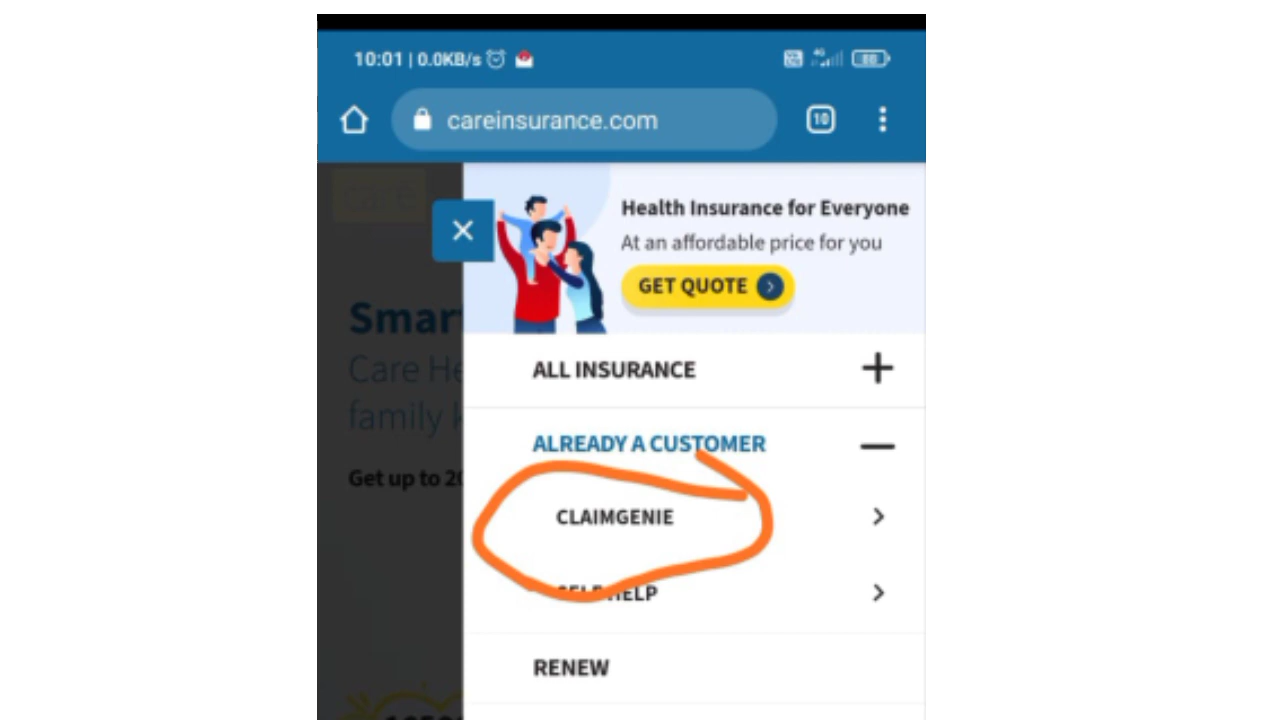 10:01 | 0.0KB/s
careinsurance.com
10
Health Insurance for Everyone
At an affordable price for you
GET QUOTE
Smar
Care He
family
Get up to 20
ALL INSURANCE
ALREADY A CUSTOMER
CLAIMGENIE
SELF HELP
RENEW